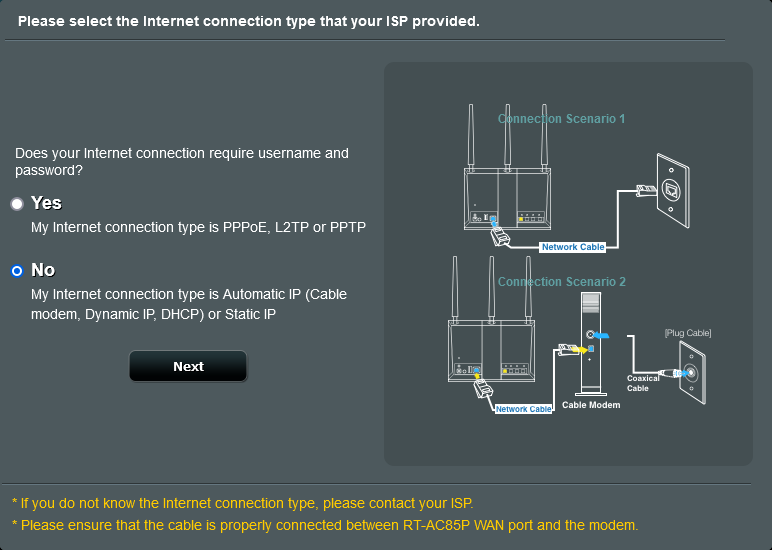 Please select the Internet connection type that your ISP provided.
Does your Internet connection require username and
password?
Yes
My Internet connection type is PPPoE, L2TP or PPTP
No
My Internet connection type is Automatic IP (Cable
modem, Dynamic IP, DHCP) or Static IP
Next
Connection Scenario 1
Network Cable
Connection Scenario 2
[Plug Cable]
Coaxical
Cable
Network Cable
Cable Modem
* If you do not know the Internet connection type, please contact your ISP.
* Please ensure that the cable is properly connected between RT-AC85P WAN port and the modem.